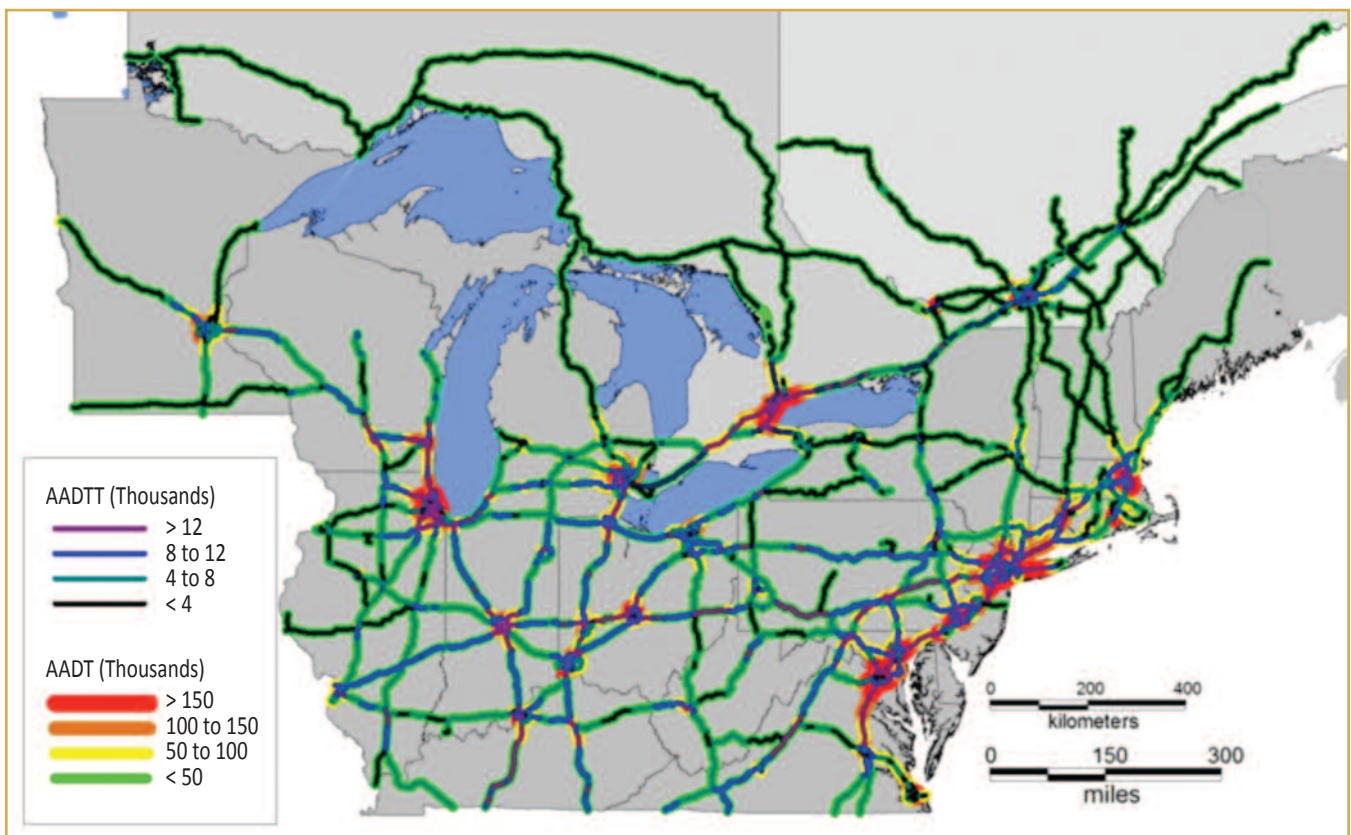 AADTT (Thousands)
> 12
8 to 12
4 to 8
< 4
AADT (Thousands)
> 150
100 to 150
50 to 100
< 50
0 200 400
kilometers
0 150 300
miles